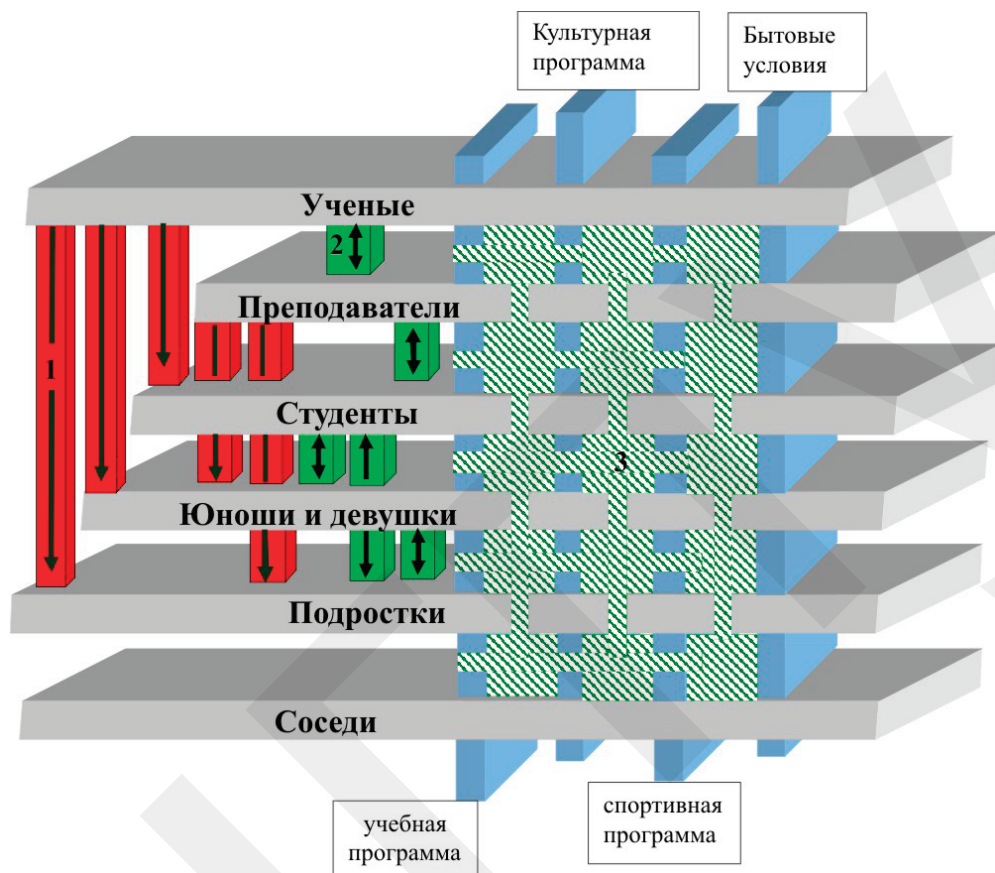 Культурная
программа
Бытовые
условия
Ученые
2
Преподаватели
1
Студенты
3
Юноши и девушки
Подростки
Соседи
учебная
программа
спортивная
программа